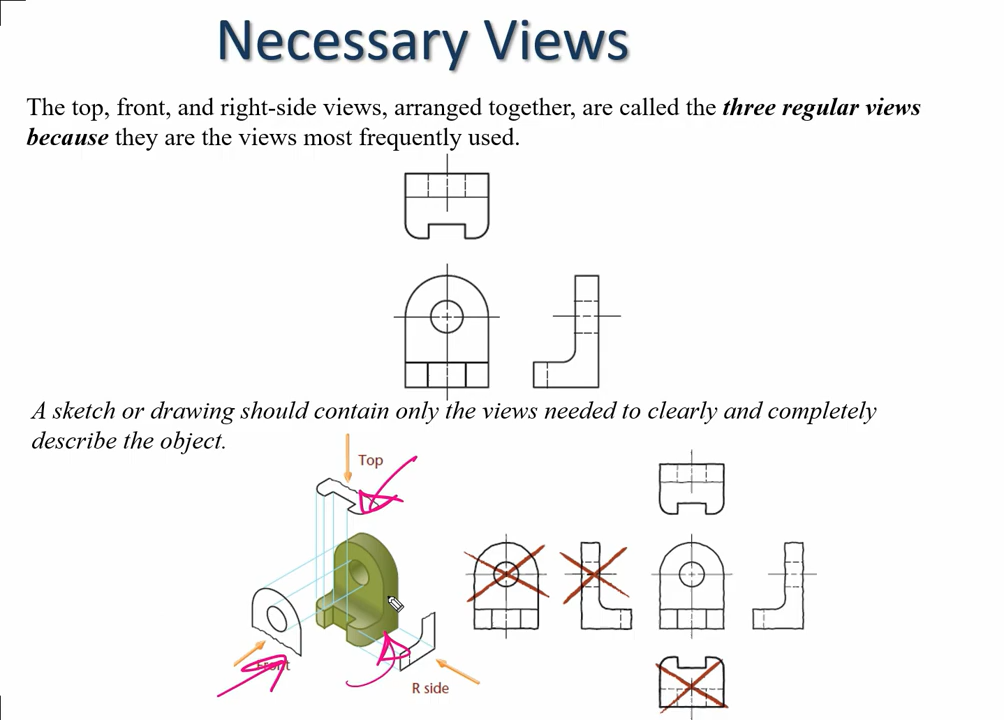 Necessary Views
The top, front, and right-side views, arranged together, are called the three regular views
because they are the views most frequently used.
A sketch or drawing should contain only the views needed to clearly and completely
describe the object.
Top
Front
R side